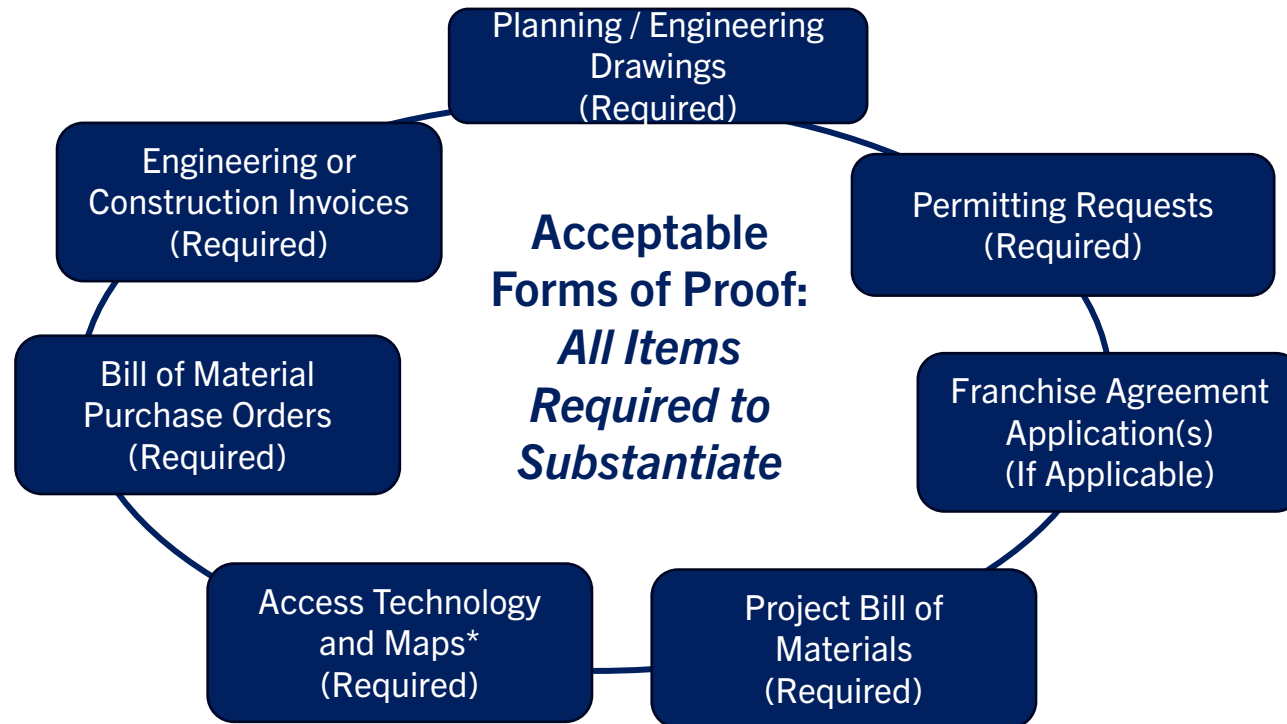 Planning / Engineering
Drawings
(Required)
Permitting Requests
(Required)
Franchise Agreement
Application(s)
(If Applicable)
Project Bill of
Materials
(Required)
Access Technology
and Maps*
(Required)
Bill of Material
Purchase Orders
(Required)
Engineering or
Construction Invoices
(Required)
Acceptable
Forms of Proof:
All Items
Required to
Substantiate